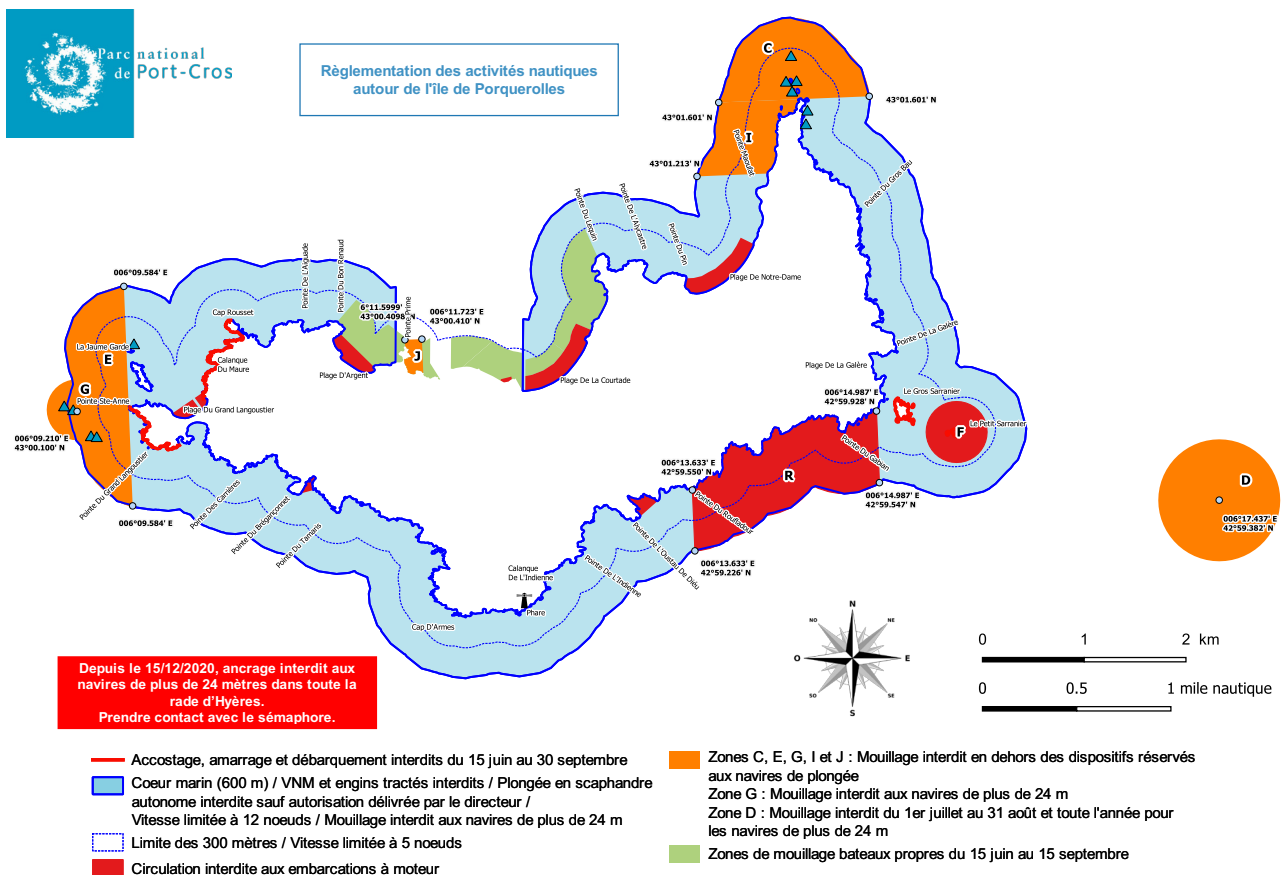 Parc national
de Port-Cros
Règlementation des activités nautiques
autour de l'île de Porquerolles
C
43°01.601' N
43°01.601' N
I
Pointe Maoufat
43°01.213' N
Pointe Du Gros Bau
Pointe Du Lequin
Pointe De L'Alycastre
Pointe Du Pin
Plage De Notre-Dame
Pointe De L'Aiguade
Pointe Du Bon Renaud
006°09.584' E
6°11.5999'
43°00.4098' N
Pointe Prime
006°11.723' E
43°00.410' N
Cap Rousset
La Jaume Garde
E
Calanque
Du Maure
J
Plage D'Argent
Plage De La Courtade
Pointe De La Galère
Plage De La Galère
G
Pointe Ste-Anne
Plage Du Grand Langoustier
006°09.210' E
43°00.100' N
006°14.987' E
42°59.928' N
Le Gros Sarranier
F
Le Petit Sarranier
Pointe Du Grand Langoustier
006°09.584' E
Pointe Des Carrières
Pointe Du Brégançonnet
Pointe Du Tamaris
006°13.633' E
42°59.550' N
R
Pointe Du Gabian
006°14.987' E
42°59.547' N
D
006°17.437' E
42°59.382' N
Pointe Du Roufladour
Pointe De L'Oustau De Diéu
006°13.633' E
42°59.226' N
Pointe De L'Indienne
Calanque
De L'Indienne
Phare
Cap D'Armes
N
NO
NE
O
E
SO
SE
S
0 1 2 km
0 0.5 1 mile nautique
Depuis le 15/12/2020, ancrage interdit aux
navires de plus de 24 mètres dans toute la
rade d'Hyères.
Prendre contact avec le sémaphore.
Accostage, amarrage et débarquement interdits du 15 juin au 30 septembre
Coeur marin (600 m) / VNM et engins tractés interdits / Plongée en scaphandre
autonome interdite sauf autorisation délivrée par le directeur /
Vitesse limitée à 12 noeuds / Mouillage interdit aux navires de plus de 24 m
Limite des 300 mètres / Vitesse limitée à 5 noeuds
Circulation interdite aux embarcations à moteur
Zones C, E, G, I et J : Mouillage interdit en dehors des dispositifs réservés
aux navires de plongée
Zone G : Mouillage interdit aux navires de plus de 24 m
Zone D : Mouillage interdit du 1er juillet au 31 août et toute l'année pour
les navires de plus de 24 m
Zones de mouillage bateaux propres du 15 juin au 15 septembre